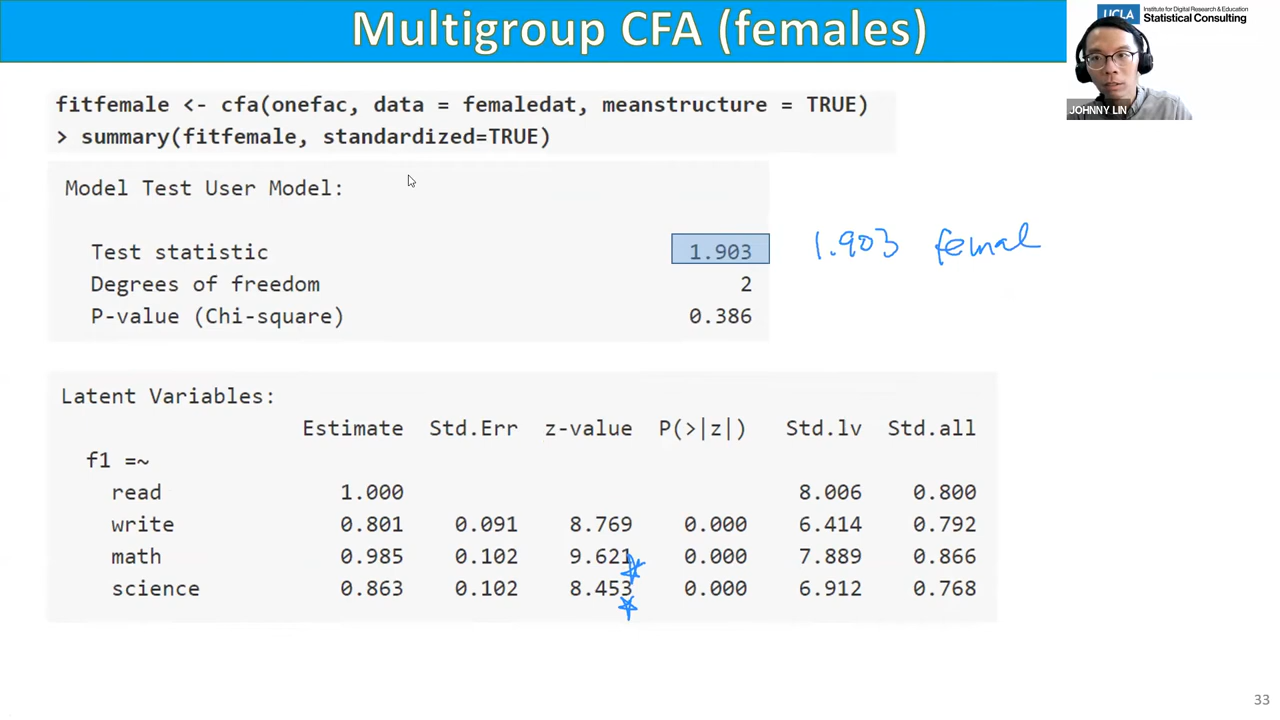 Multigroup CFA (females)
UCLA Institute for Digital Research & Education
Statistical Consulting
JOHNNY LIN
fitfemale <- cfa(onefac, data = femaledat, meanstructure = TRUE)
> summary(fitfemale, standardized=TRUE)
Model Test User Model:
Test statistic 1.903 1.903 femal
Degrees of freedom 2
P-value (Chi-square) 0.386
Latent Variables:
Estimate Std.Err z-value P(>|z|) Std.lv Std.all
f1 =~
read 1.000 8.006 0.800
write 0.801 0.091 8.769 0.000 6.414 0.792
math 0.985 0.102 9.621 0.000 7.889 0.866
science 0.863 0.102 8.453 0.000 6.912 0.768
33